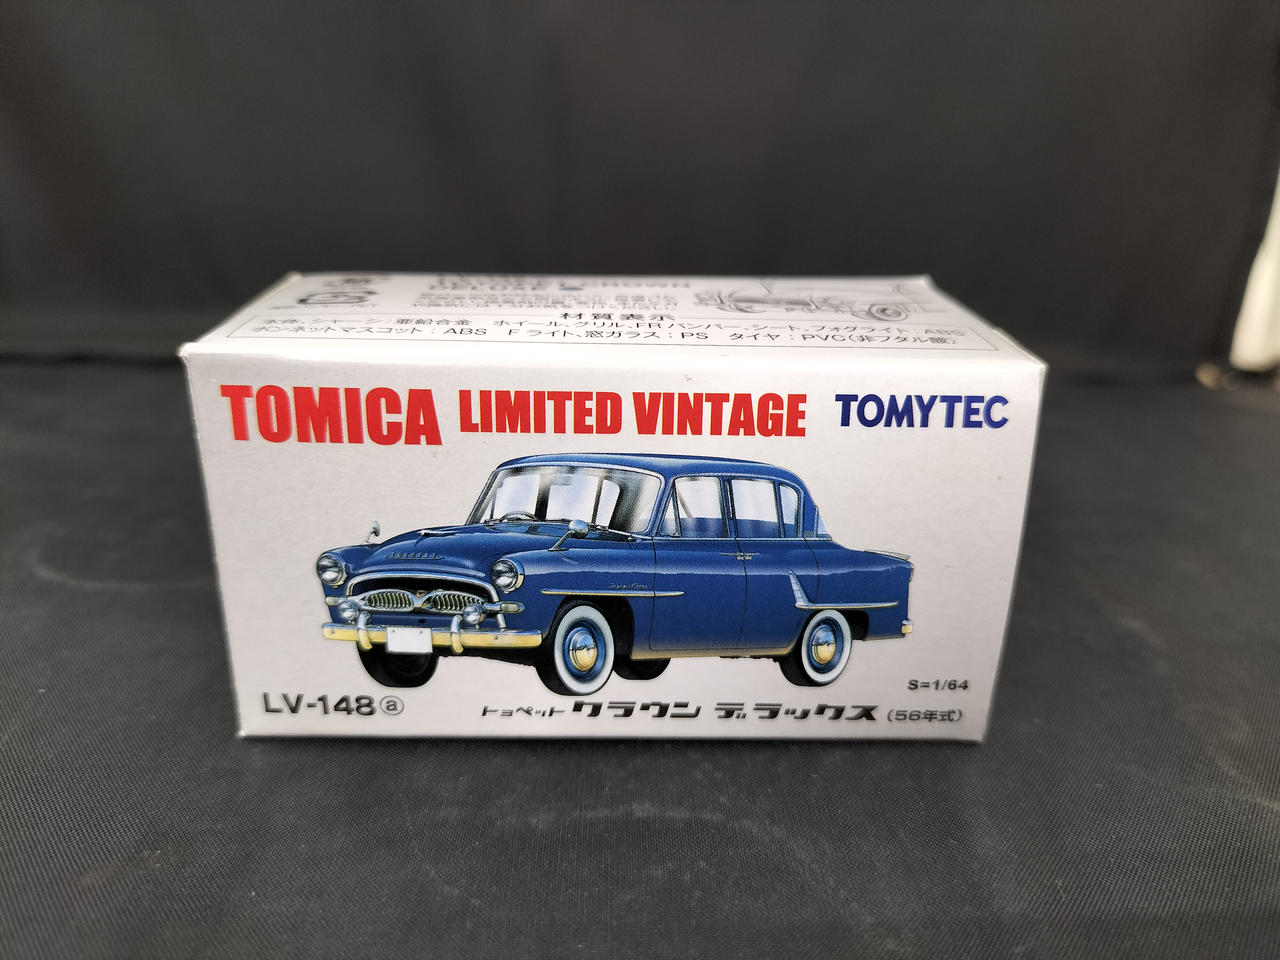 CROWN
DELUXE
材質表示
本体、シャーシ:亜鉛合金 ホイール、グリル、FRバンパー、シート、フォグライト:ABS
ボンネットマスコット:ABS Fライト、窓ガラス:PS タイヤ:PVC(非フタル酸)
TOMICA LIMITED VINTAGE TOMYTEC
S=1/64
LV-148ⓐ トヨペット クラウン デラックス (56年式)